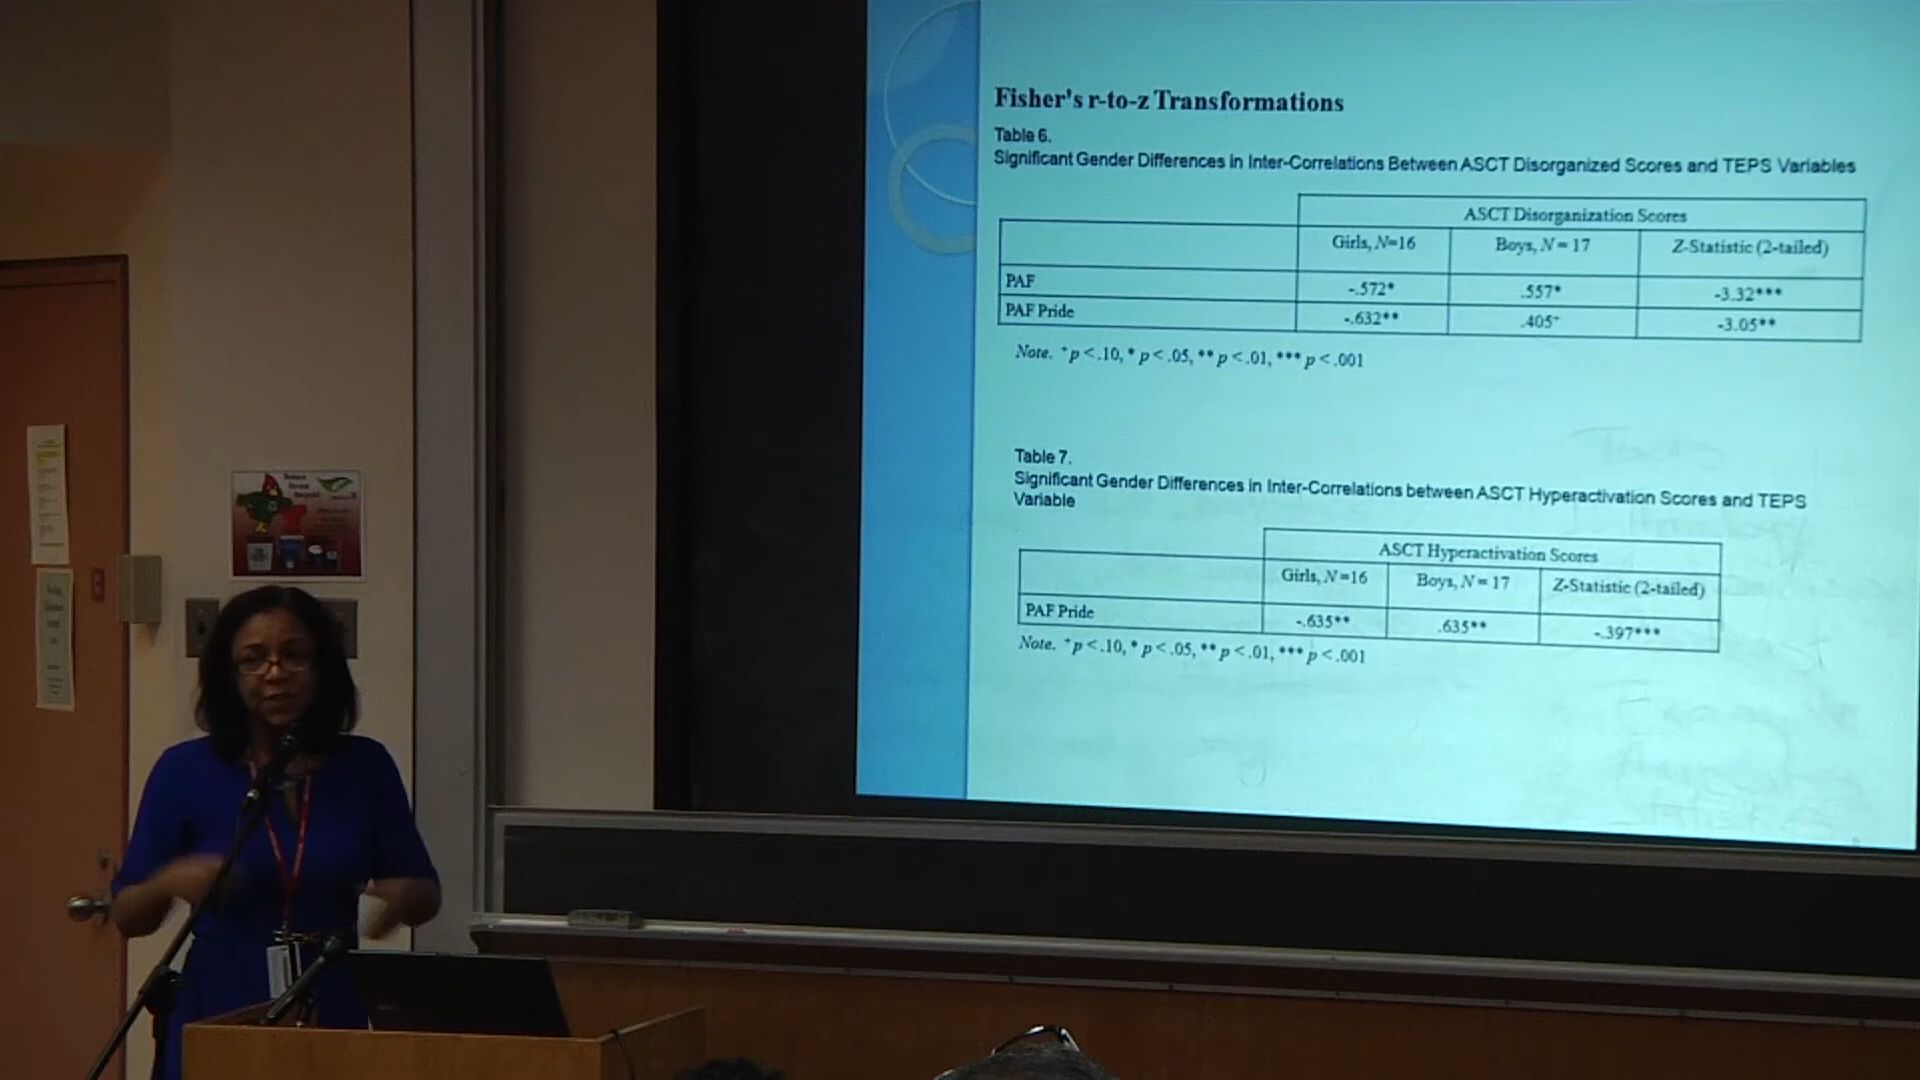 Fisher's r-to-z Transformations
Table 6.
Significant Gender Differences in Inter-Correlations Between ASCT Disorganized Scores and TEPS Variables
ASCT Disorganization Scores
Girls, N=16 Boys, N = 17 Z-Statistic (2-tailed)
PAF -.572* .557* -3.32***
PAF Pride -.632** .405+ -3.05**
Note. +p < .10, * p < .05, ** p < .01, *** p < .001
Table 7.
Significant Gender Differences in Inter-Correlations between ASCT Hyperactivation Scores and TEPS
Variable
ASCT Hyperactivation Scores
Girls, N=16 Boys, N = 17 Z-Statistic (2-tailed)
PAF Pride -.635** .635** -.397***
Note. +p < .10, * p < .05, ** p < .01, *** p < .001